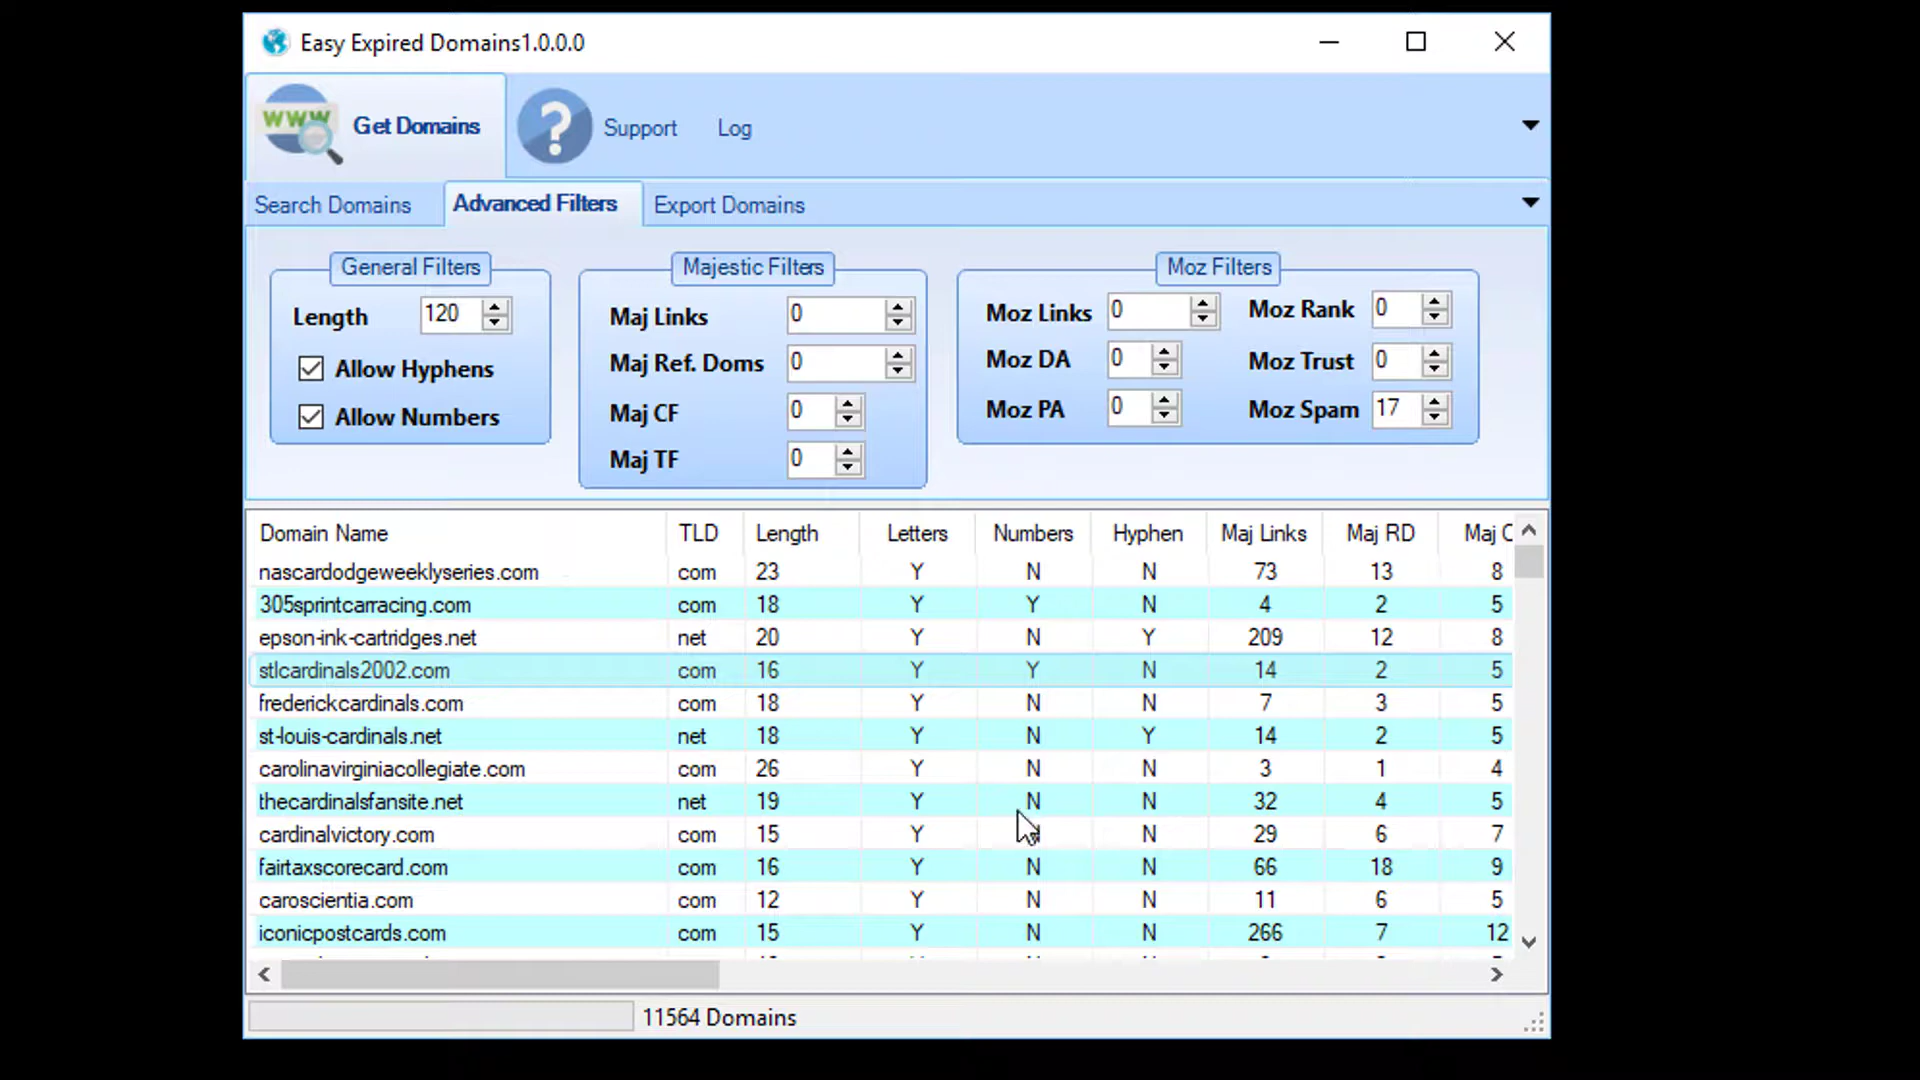 Easy Expired Domains1.0.0.0
WWW Get Domains ? Support Log
Search Domains Advanced Filters Export Domains
General Filters Majestic Filters Moz Filters
Length 120 Maj Links 0 Moz Links 0 Moz Rank 0
Allow Hyphens Maj Ref. Doms 0 Moz DA 0 Moz Trust 0
Allow Numbers Maj CF 0 Moz PA 0 Moz Spam 17
Maj TF 0
Domain Name TLD Length Letters Numbers Hyphen Maj Links Maj RD Maj C
nascardodgeweeklyseries.com com 23 Y N N 73 13 8
305sprintcarracing.com com 18 Y Y N 4 2 5
epson-ink-cartridges.net net 20 Y N Y 209 12 8
stlcardinals2002.com com 16 Y Y N 14 2 5
frederickcardinals.com com 18 Y N N 7 3 5
st-louis-cardinals.net net 18 Y N Y 14 2 5
carolinavirginiacollegiate.com com 26 Y N N 3 1 4
thecardinalsfansite.net net 19 Y N N 32 4 5
cardinalvictory.com com 15 Y N N 29 6 7
fairtaxscorecard.com com 16 Y N N 66 18 9
caroscientia.com com 12 Y N N 11 6 5
iconicpostcards.com com 15 Y N N 266 7 12
11564 Domains